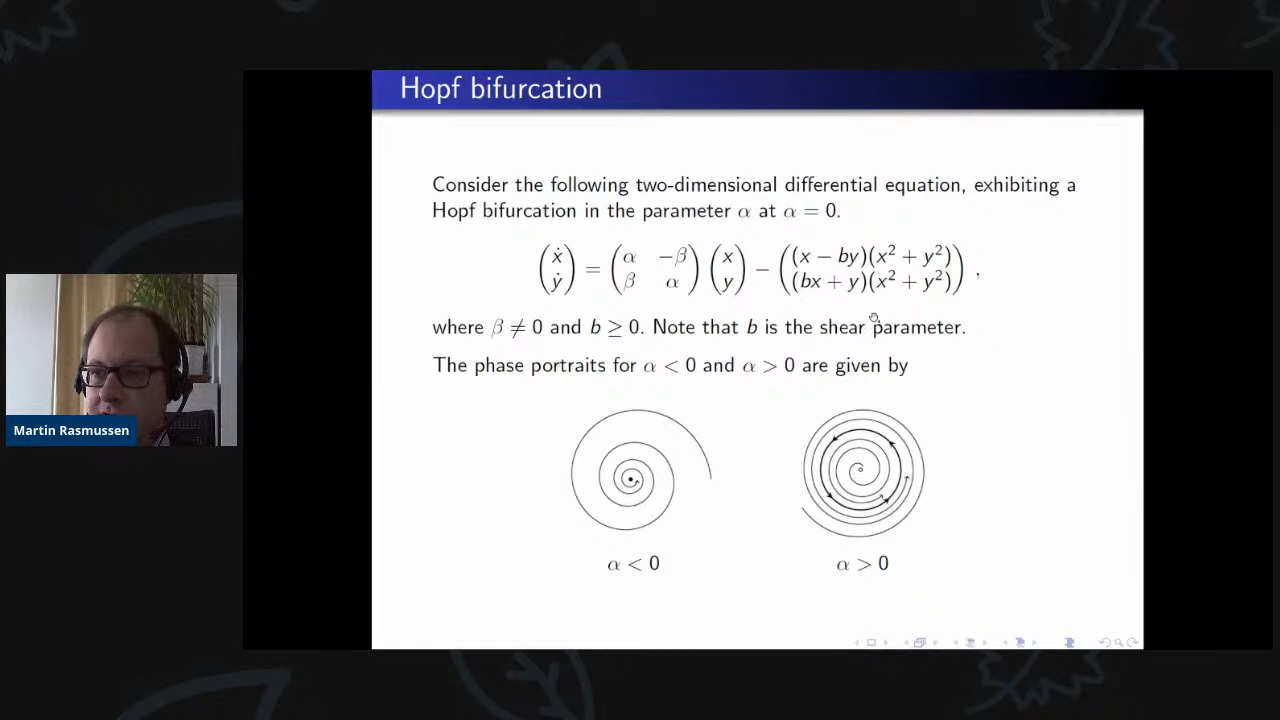 Hopf bifurcation
Consider the following two-dimensional differential equation, exhibiting a
Hopf bifurcation in the parameter α at α = 0.
(ẋ ẏ) = (α −β β α) (x y) − ((x − by)(x² + y²) (bx + y)(x² + y²)) ,
where β ≠ 0 and b ≥ 0. Note that b is the shear parameter.
The phase portraits for α < 0 and α > 0 are given by
α < 0
α > 0
Martin Rasmussen